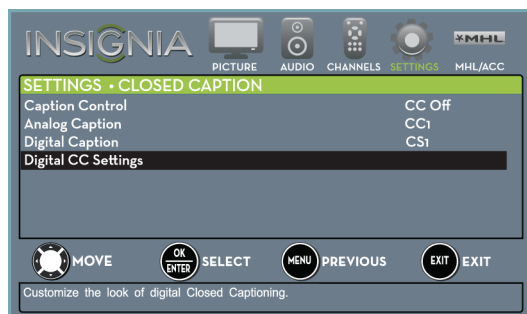 INSIGNIA
PICTURE AUDIO CHANNELS SETTINGS MHL MHL/ACC
SETTINGS • CLOSED CAPTION
Caption Control CC Off
Analog Caption CC1
Digital Caption CS1
Digital CC Settings
MOVE OK ENTER SELECT MENU PREVIOUS EXIT EXIT
Customize the look of digital Closed Captioning.